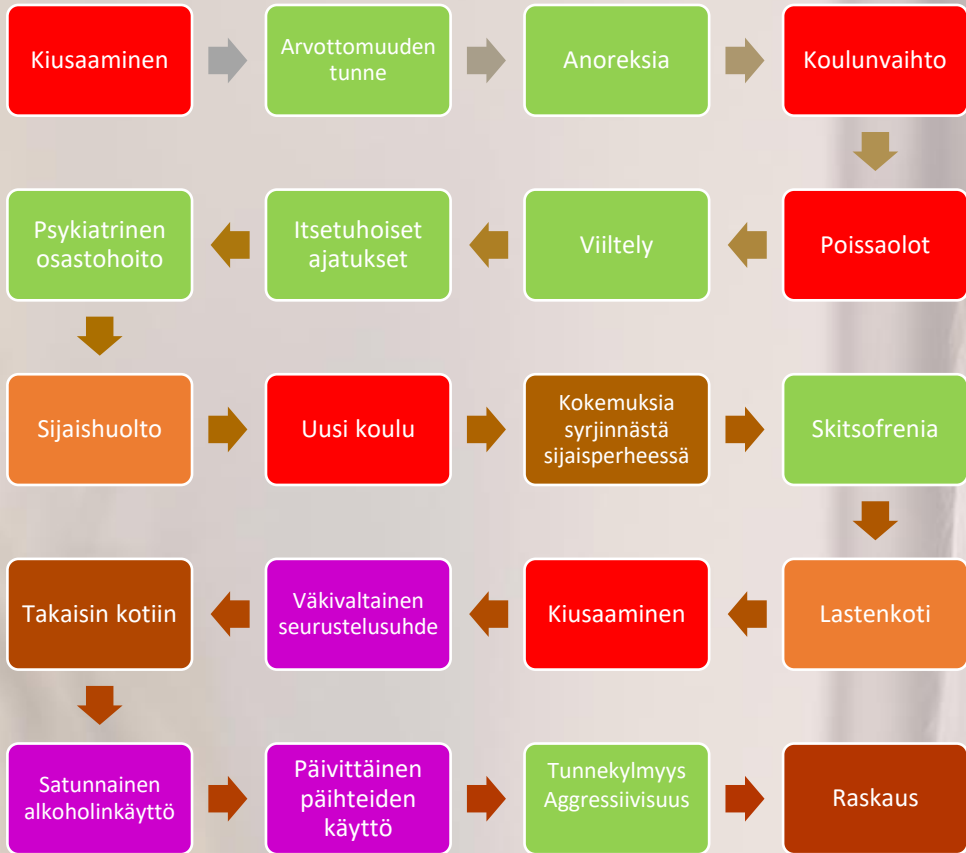 Kiusaaminen
Arvottomuuden
tunne
Anoreksia
Koulunvaihto
Poissaolot
Viiltely
Itsetuhoiset
ajatukset
Psykiatrinen
osastohoito
Sijaishuolto
Uusi koulu
Kokemuksia
syrjinnästä
sijaisperheessä
Skitsofrenia
Lastenkoti
Kiusaaminen
Väkivaltainen
seurustelusuhde
Takaisin kotiin
Satunnainen
alkoholinkäyttö
Päivittäinen
päihteiden
käyttö
Tunnekylmyys
Aggressiivisuus
Raskaus